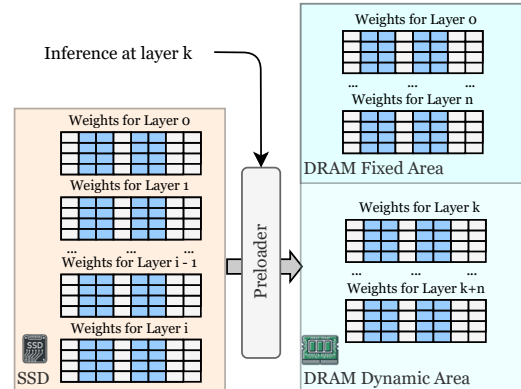 Inference at layer k
Weights for Layer 0
Weights for Layer 1
...
...
...
Weights for Layer i - 1
Weights for Layer i
SSD
SSD
Preloader
Weights for Layer 0
...
...
...
Weights for Layer n
DRAM Fixed Area
Weights for Layer k
...
...
...
Weights for Layer k+n
DRAM Dynamic Area